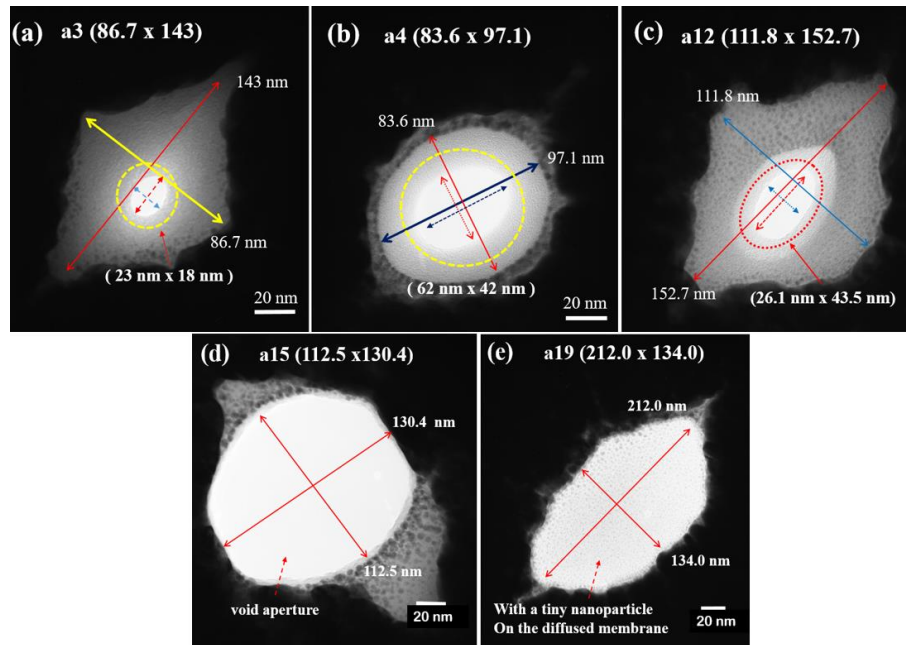 (a) a3 (86.7 x 143)
143 nm
86.7 nm
( 23 nm x 18 nm )
20 nm
(b) a4 (83.6 x 97.1)
83.6 nm
97.1 nm
( 62 nm x 42 nm )
20 nm
(c) a12 (111.8 x 152.7)
111.8 nm
152.7 nm
(26.1 nm x 43.5 nm)
20 nm
(d) a15 (112.5 x130.4)
130.4 nm
112.5 nm
void aperture
20 nm
(e) a19 (212.0 x 134.0)
212.0 nm
134.0 nm
With a tiny nanoparticle
On the diffused membrane
20 nm